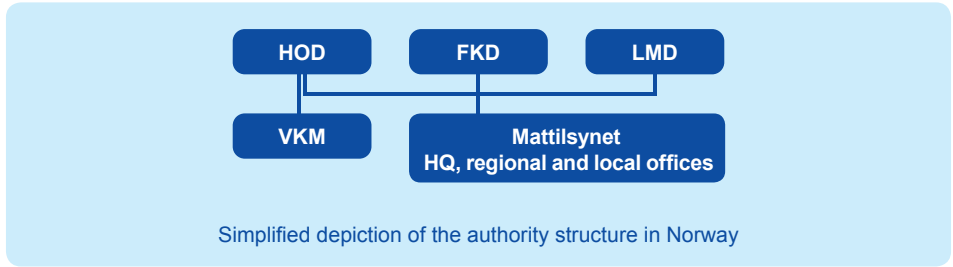 HOD
FKD
LMD
VKM
Mattilsynet
HQ, regional and local offices
Simplified depiction of the authority structure in Norway